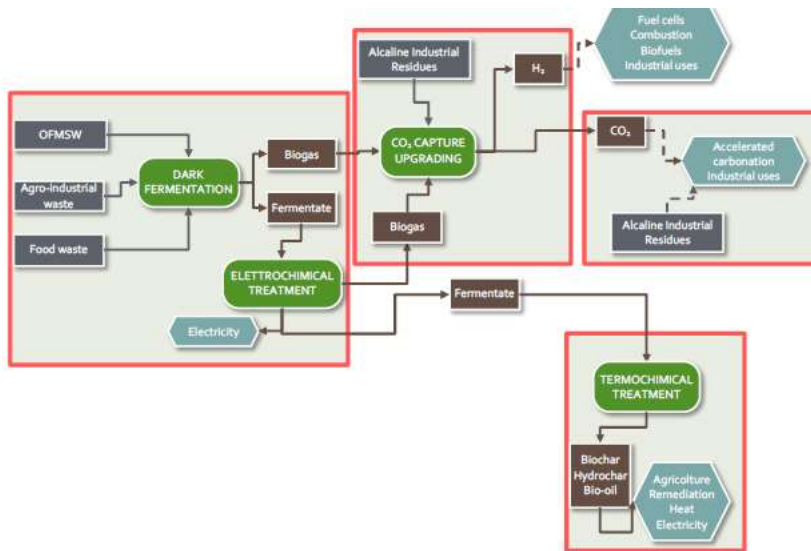 Fuel cells
Combustion
Biofuels
Industrial uses
Alcaline Industrial
Residues
H₂
OFMSW
CO₂ CAPTURE
UPGRADING
CO₂
Biogas
DARK
FERMENTATION
Accelerated
carbonation
Industrial uses
Agro-industrial
waste
Fermentate
Biogas
Alcaline Industrial
Residues
Food waste
ELETTROCHIMICAL
TREATMENT
Fermentate
Electricity
TERMOCHIMICAL
TREATMENT
Biochar
Hydrochar
Bio-oil
Agricolture
Remediation
Heat
Electricity